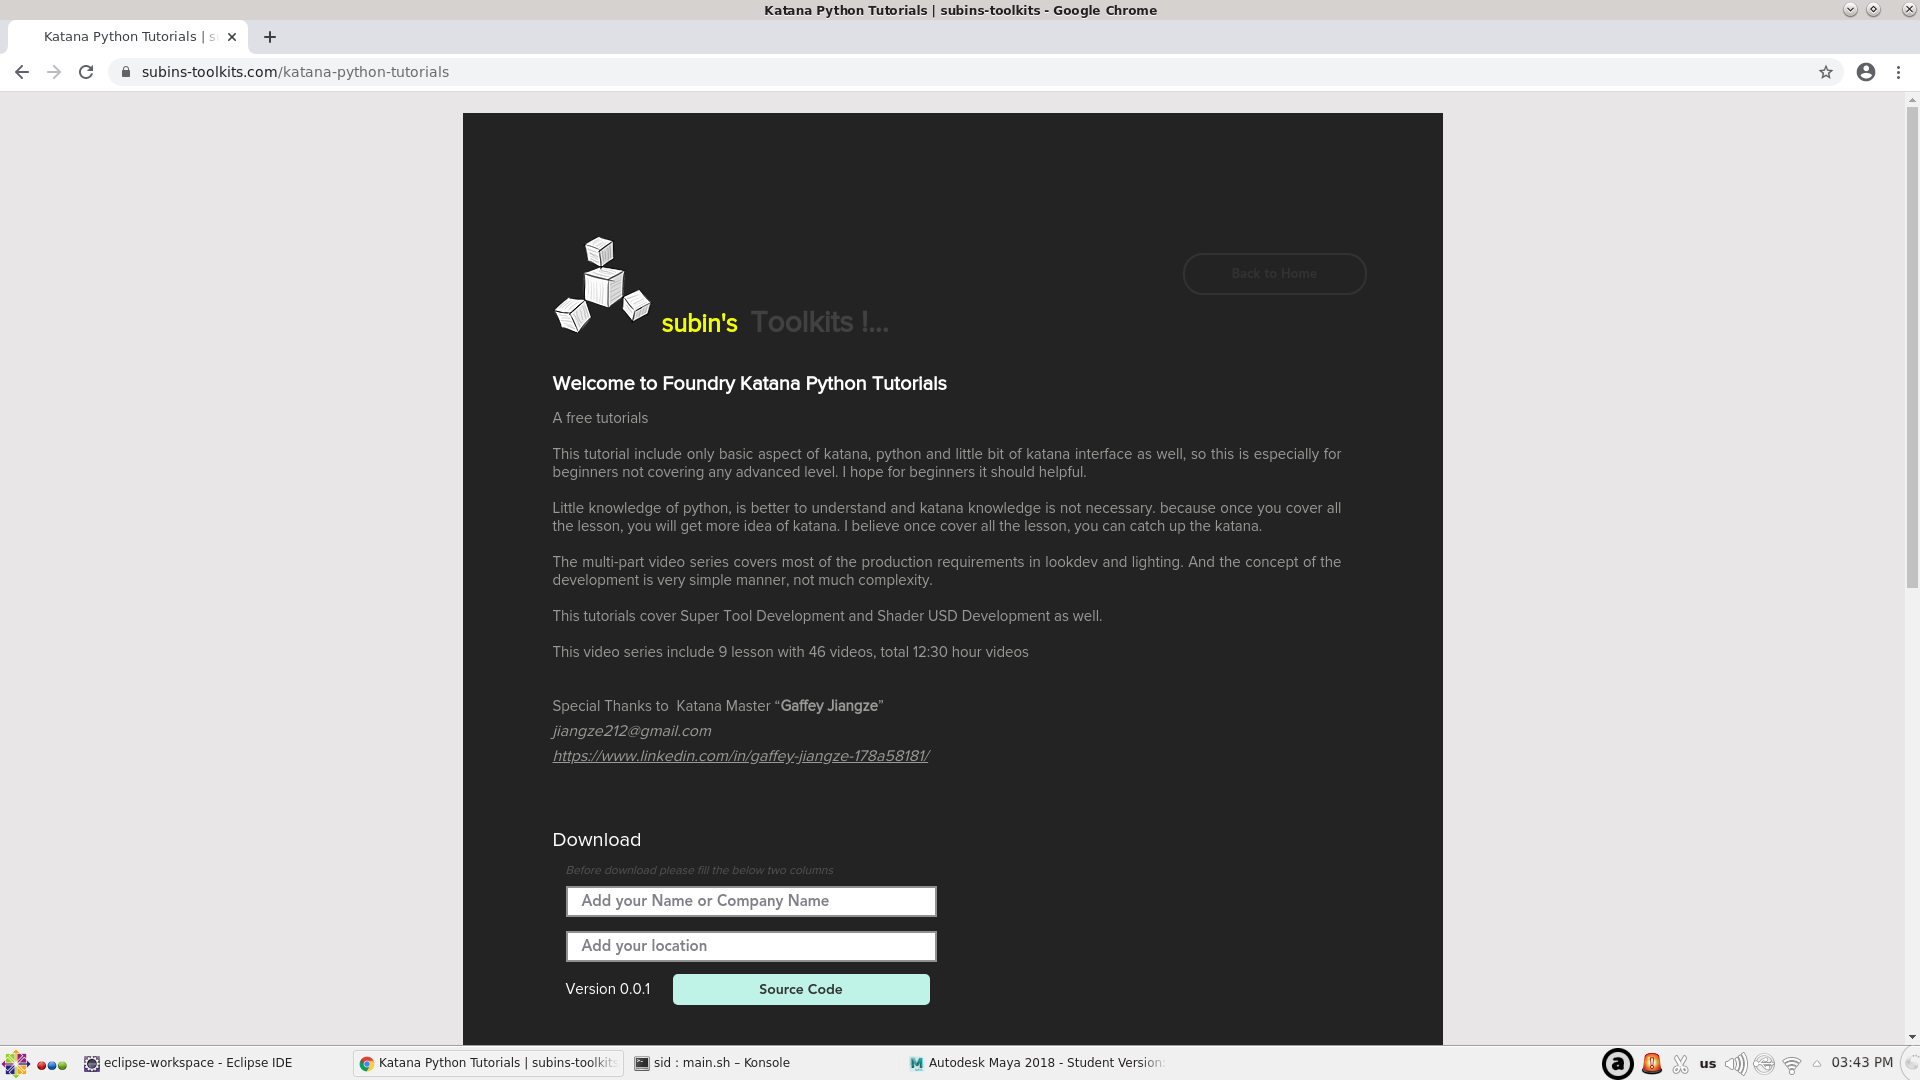 Katana Python Tutorials | subins-toolkits - Google Chrome
Katana Python Tutorials | s
subins-toolkits.com/katana-python-tutorials
Back to Home
subin's Toolkits !...
Welcome to Foundry Katana Python Tutorials
A free tutorials
This tutorial include only basic aspect of katana, python and little bit of katana interface as well, so this is especially for
beginners not covering any advanced level. I hope for beginners it should helpful.
Little knowledge of python, is better to understand and katana knowledge is not necessary. because once you cover all
the lesson, you will get more idea of katana. I believe once cover all the lesson, you can catch up the katana.
The multi-part video series covers most of the production requirements in lookdev and lighting. And the concept of the
development is very simple manner, not much complexity.
This tutorials cover Super Tool Development and Shader USD Development as well.
This video series include 9 lesson with 46 videos, total 12:30 hour videos
Special Thanks to  Katana Master “Gaffey Jiangze”
jiangze212@gmail.com
https://www.linkedin.com/in/gaffey-jiangze-178a58181/
Download
Before download please fill the below two columns
Add your Name or Company Name
Add your location
Version 0.0.1
Source Code
eclipse-workspace - Eclipse IDE
Katana Python Tutorials | subins-toolkits
sid : main.sh – Konsole
Autodesk Maya 2018 - Student Version:
a
us
03:43 PM